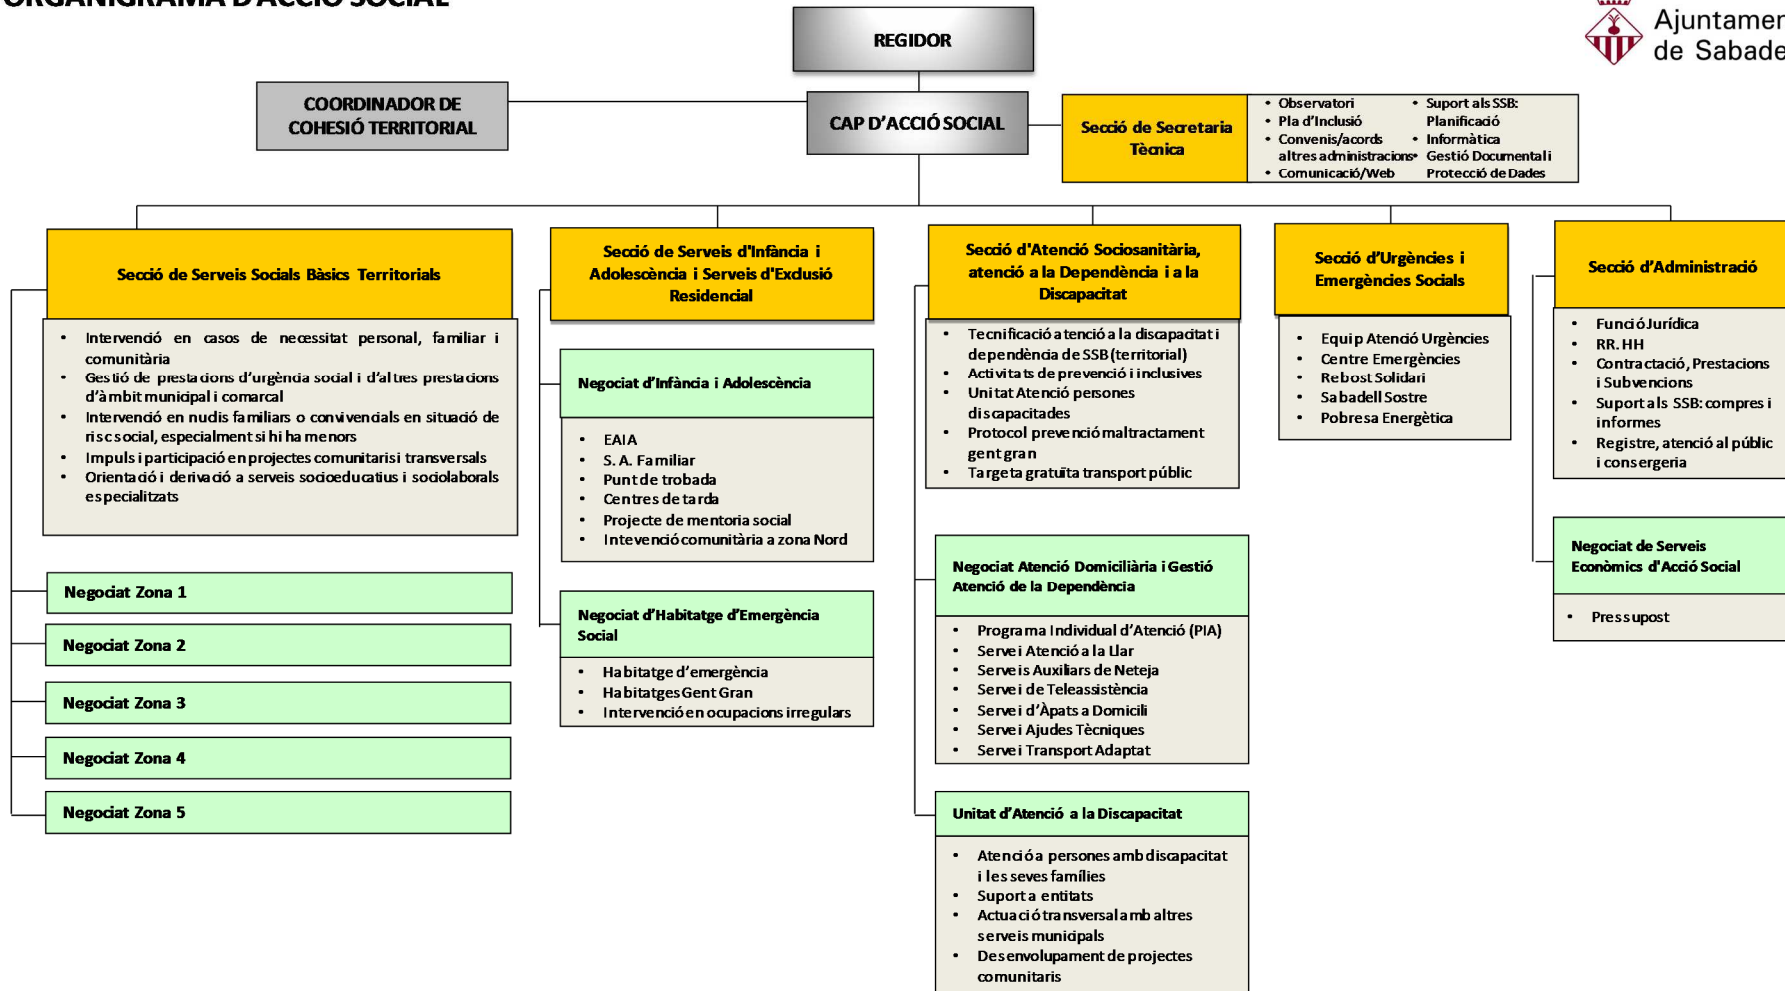 ORGANIGRAMA D'ACCIÓ SOCIAL
Ajuntamen
de Sabade
REGIDOR
COORDINADOR DE
COHESIÓ TERRITORIAL
CAP D'ACCIÓ SOCIAL
Secció de Secretaria
Tècnica
• Observatori
• Pla d'Inclusió
• Convenis/acords
altres administracions
• Comunicació/Web
• Suport als SSB:
Planificació
• Informàtica
• Gestió Documental i
Protecció de Dades
Secció de Serveis Socials Bàsics Territorials
• Intervenció en casos de necessitat personal, familiar i
comunitària
• Gestió de prestacions d'urgència social i d'altres prestacions
d'àmbit municipal i comarcal
• Intervenció en nudis familiars o convivencials en situació de
risc social, especialment si hi ha menors
• Impuls i participació en projectes comunitaris i transversals
• Orientació i derivació a serveis socioeducatius i sociolaborals
especialitzats
Negociat Zona 1
Negociat Zona 2
Negociat Zona 3
Negociat Zona 4
Negociat Zona 5
Secció de Serveis d'Infància i
Adolescència i Serveis d'Exclusió
Residencial
Negociat d'Infància i Adolescència
• EAIA
• S. A. Familiar
• Punt de trobada
• Centres de tarda
• Projecte de mentoria social
• Intevenció comunitària a zona Nord
Negociat d'Habitatge d'Emergència
Social
• Habitatge d'emergència
• Habitatges Gent Gran
• Intervenció en ocupacions irregulars
Secció d'Atenció Sociosanitària,
atenció a la Dependència i a la
Discapacitat
• Tecnificació atenció a la discapacitat i
dependència de SSB (territorial)
• Activitats de prevenció i inclusives
• Unitat Atenció persones
discapacitades
• Protocol prevenció maltractament
gent gran
• Targeta gratuïta transport públic
Negociat Atenció Domiciliària i Gestió
Atenció de la Dependència
• Programa Individual d'Atenció (PIA)
• Servei Atenció a la Llar
• Serveis Auxiliars de Neteja
• Servei de Teleassistència
• Servei d'Àpats a Domicili
• Servei Ajudes Tècniques
• Servei Transport Adaptat
Unitat d'Atenció a la Discapacitat
• Atenció a persones amb discapacitat
i les seves famílies
• Suport a entitats
• Actuació transversal amb altres
serveis municipals
• Desenvolupament de projectes
comunitaris
Secció d'Urgències i
Emergències Socials
• Equip Atenció Urgències
• Centre Emergències
• Rebost Solidari
• Sabadell Sostre
• Pobresa Energètica
Secció d'Administració
• Funció Jurídica
• RR. HH
• Contractació, Prestacions
i Subvencions
• Suport als SSB: compres i
informes
• Registre, atenció al públic
i consergeria
Negociat de Serveis
Econòmics d'Acció Social
• Pressupost